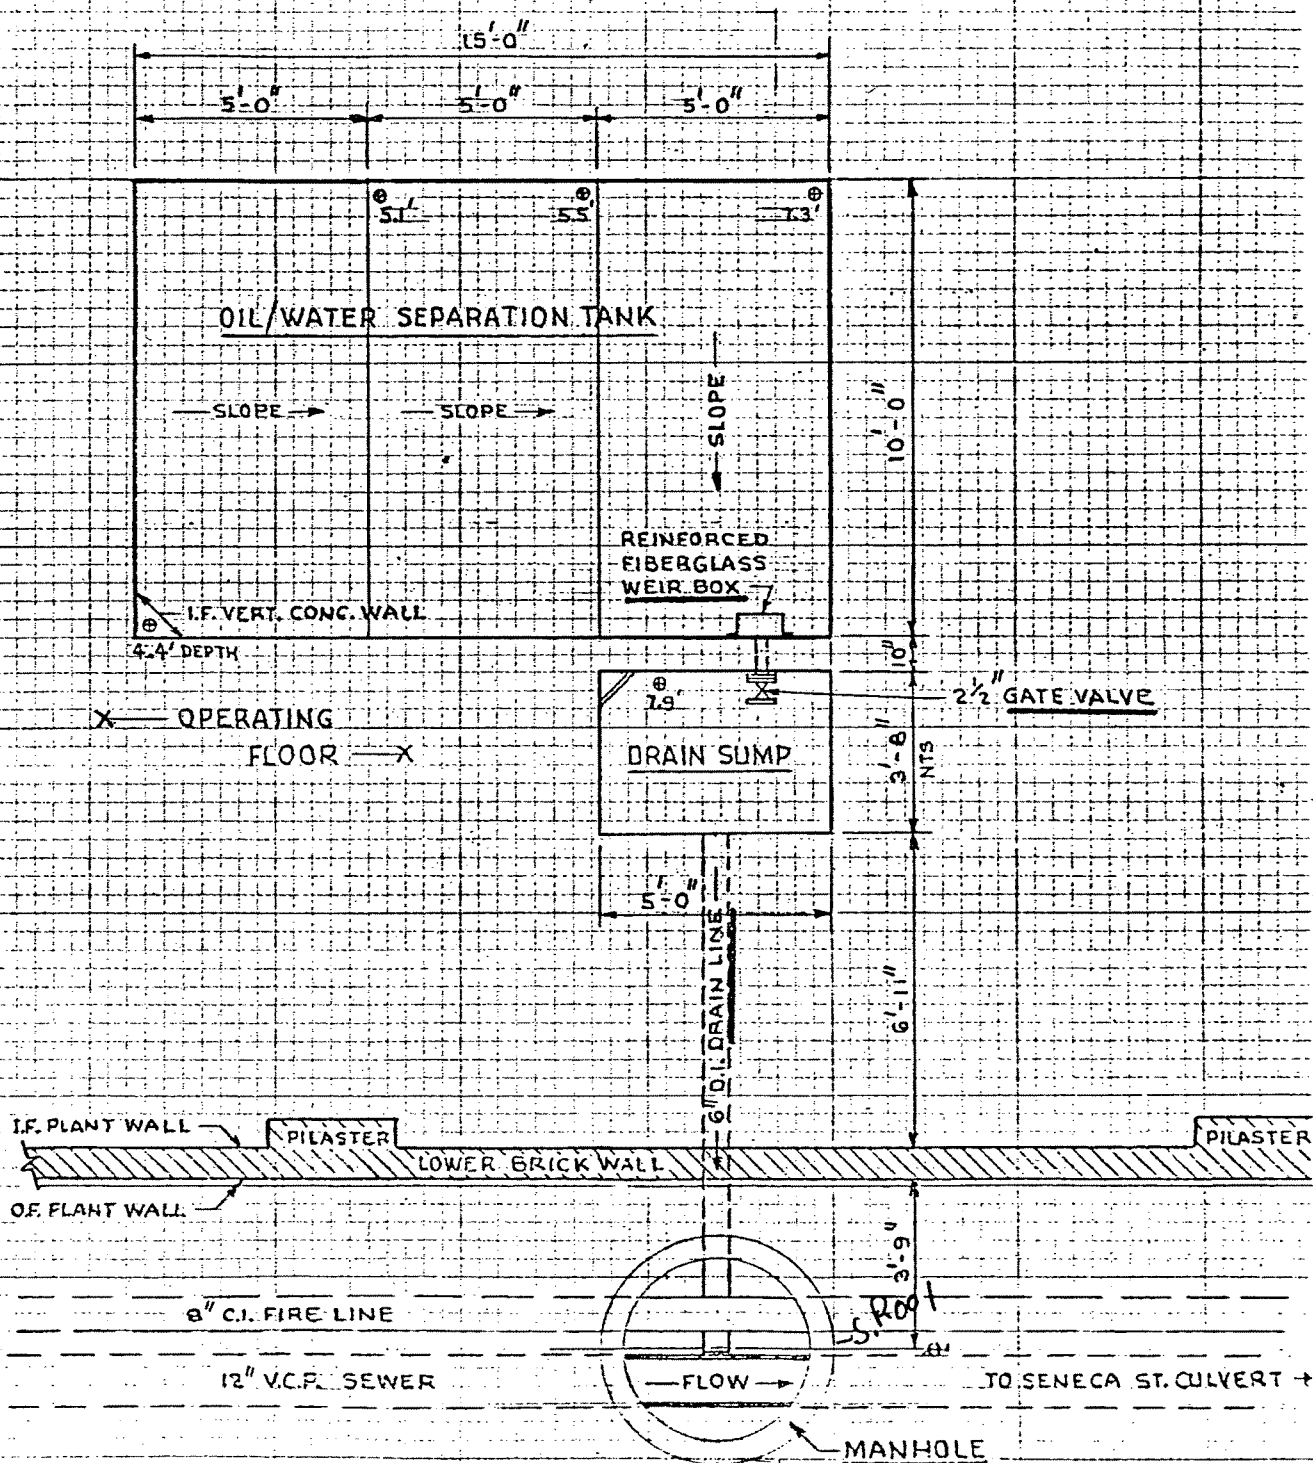 15'-0"
5'-0" 5'-0" 5'-0"
5.1' 5.5' 7.3'
OIL/WATER SEPARATION TANK
SLOPE
SLOPE
SLOPE
10'-0"
REINFORCED
FIBERGLASS
WEIR BOX
I.F. VERT. CONC. WALL
4.4' DEPTH
10"
7.9'
2 1/2" GATE VALVE
X OPERATING
FLOOR X
DRAIN SUMP
3'-8"
NTS
5'-0"
6" D.I. DRAIN LINE
6'-11"
I.F. PLANT WALL
PILASTER
PILASTER
LOWER BRICK WALL
O.F. PLANT WALL
3'-9"
8" C.I. FIRE LINE
12" V.C.P. SEWER
FLOW
TO SENECA ST. CULVERT
MANHOLE